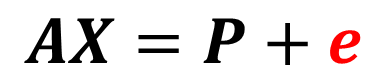 AX = P + e